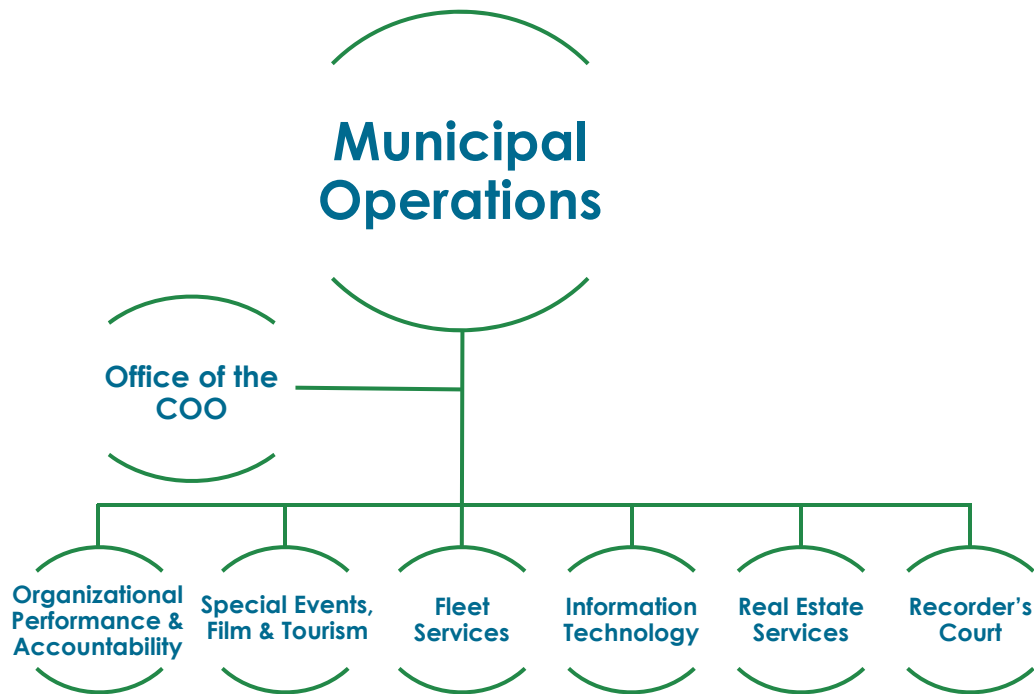 Municipal
Operations
Office of the
COO
Organizational
Performance &
Accountability
Special Events,
Film & Tourism
Fleet
Services
Information
Technology
Real Estate
Services
Recorder’s
Court